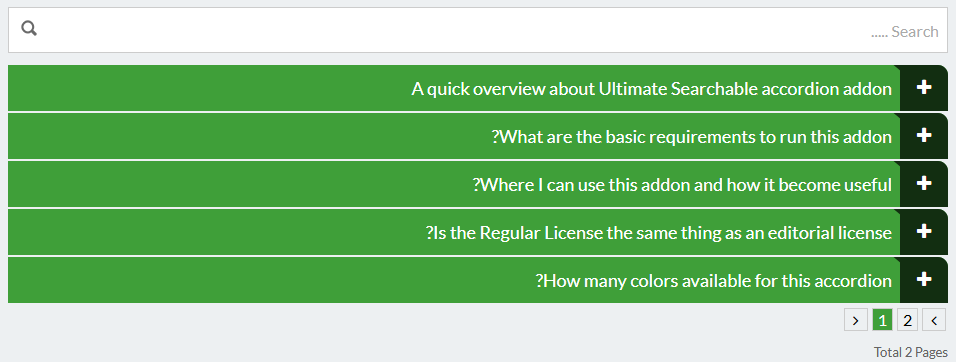 ..... Search
A quick overview about Ultimate Searchable accordion addon
?What are the basic requirements to run this addon
?Where I can use this addon and how it become useful
?Is the Regular License the same thing as an editorial license
?How many colors available for this accordion
› 1 2 ‹
Total 2 Pages